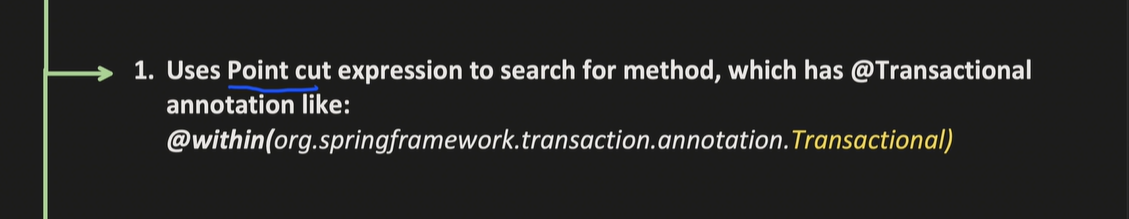 1. Uses Point cut expression to search for method, which has @Transactional
annotation like:
@within(org.springframework.transaction.annotation.Transactional)